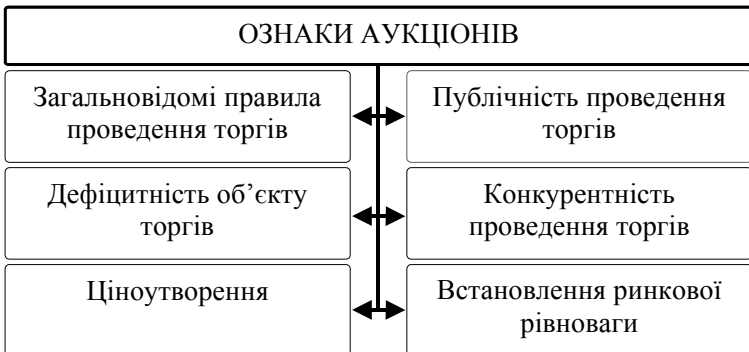 ОЗНАКИ АУКЦІОНІВ
Загальновідомі правила
проведення торгів
Публічність проведення
торгів
Дефіцитність об’єкту
торгів
Конкурентність
проведення торгів
Ціноутворення
Встановлення ринкової
рівноваги